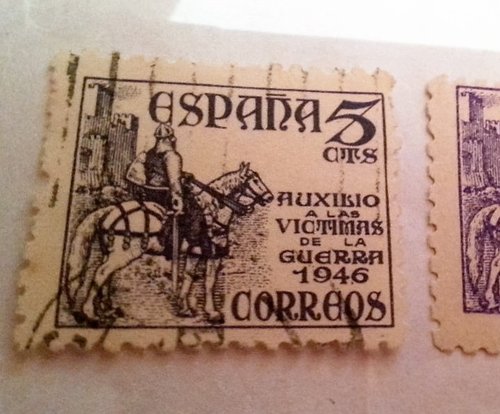 ESPAÑA 5
CTS
AUXILIO
A LAS
VICTIMAS
DE LA
GUERRA
1946
CORREOS